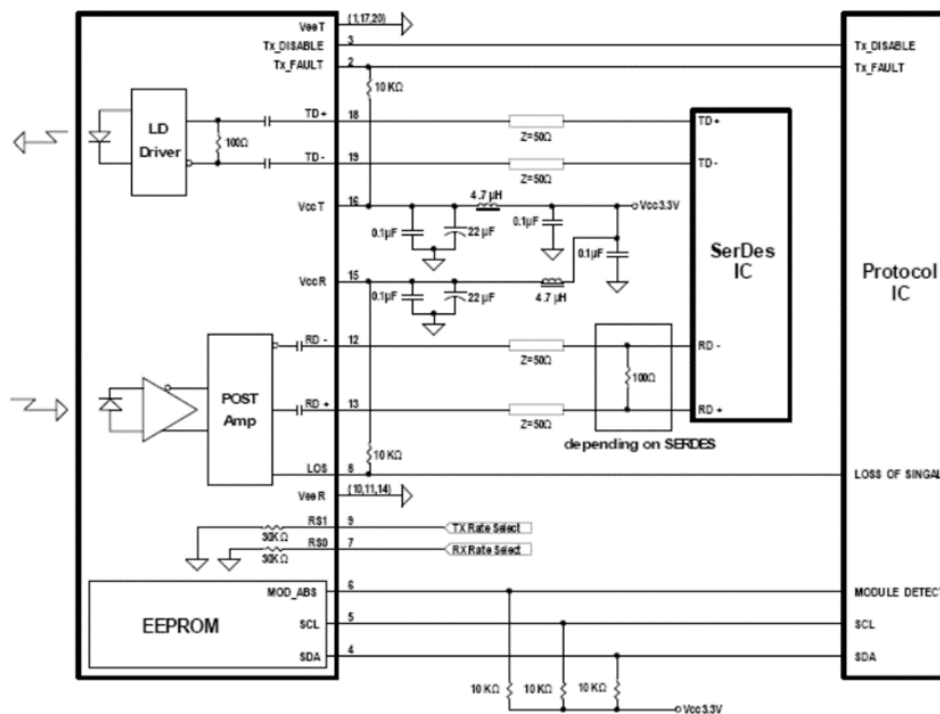 VeeT (1,17,20)
Tx_DISABLE 3 Tx_DISABLE
Tx_FAULT 2 Tx_FAULT
10 KΩ
LD
Driver
100Ω
TD+ 18 Z=50Ω TD+
TD- 19 Z=50Ω TD-
VccT 16 4.7 µH Vcc3.3V
0.1µF 22 µF 0.1µF 0.1µF
SerDes
IC
Protocol
IC
VccR 15
0.1µF 22 µF 4.7 µH
POST
Amp
RD - 12 Z=50Ω RD -
100Ω
RD + 13 Z=50Ω RD +
depending on SERDES
10 KΩ
LOS 8 LOSS OF SINGAL
VeeR (10,11,14)
RS1 9 TX Rate Select
30KΩ
RS0 7 RX Rate Select
30KΩ
EEPROM
MOD_ABS 6 MODULE DETECT
SCL 5 SCL
SDA 4 SDA
10 KΩ 10 KΩ 10 KΩ
Vcc3.3V